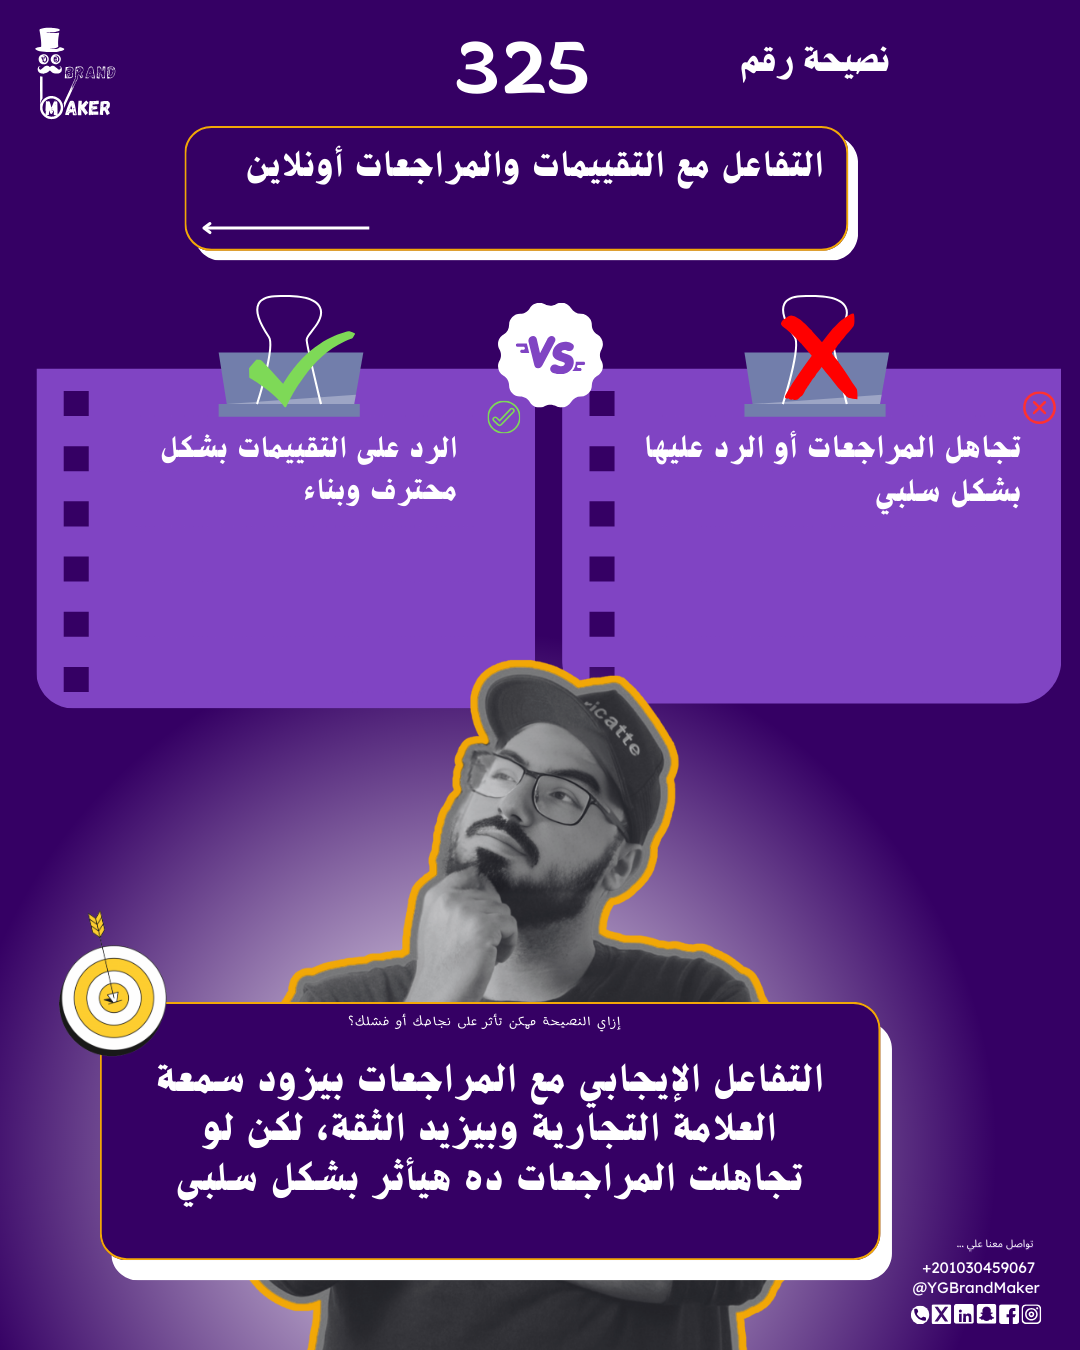 BRAND
MAKER
نصيحة رقم
325
التفاعل مع التقييمات والمراجعات أونلاين
VS
تجاهل المراجعات أو الرد عليها
بشكل سلبي
الرد على التقييمات بشكل
محترف وبناء
icatte
إزاي النصيحة ممكن تأثر على نجاحك أو فشلك؟
التفاعل الإيجابي مع المراجعات بيزود سمعة
العلامة التجارية وبيزيد الثقة، لكن لو
تجاهلت المراجعات ده هيأثر بشكل سلبي
تواصل معنا علي ...
+201030459067
@YGBrandMaker